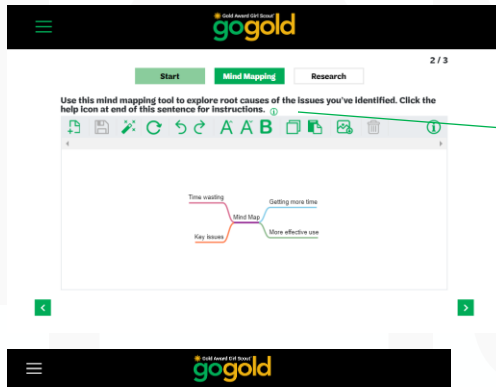 Gold Award Girl Scout
gogold
2 / 3
Start
Mind Mapping
Research
Use this mind mapping tool to explore root causes of the issues you've identified. Click the
help icon at end of this sentence for instructions.
A A B
Time wasting
Getting more time
Mind Map
Key issues
More effective use
Gold Award Girl Scout
gogold